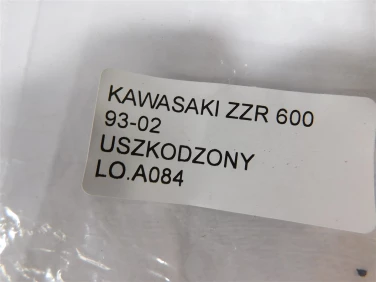 KAWASAKI ZZR 600
93-02
USZKODZONY
LO.A084